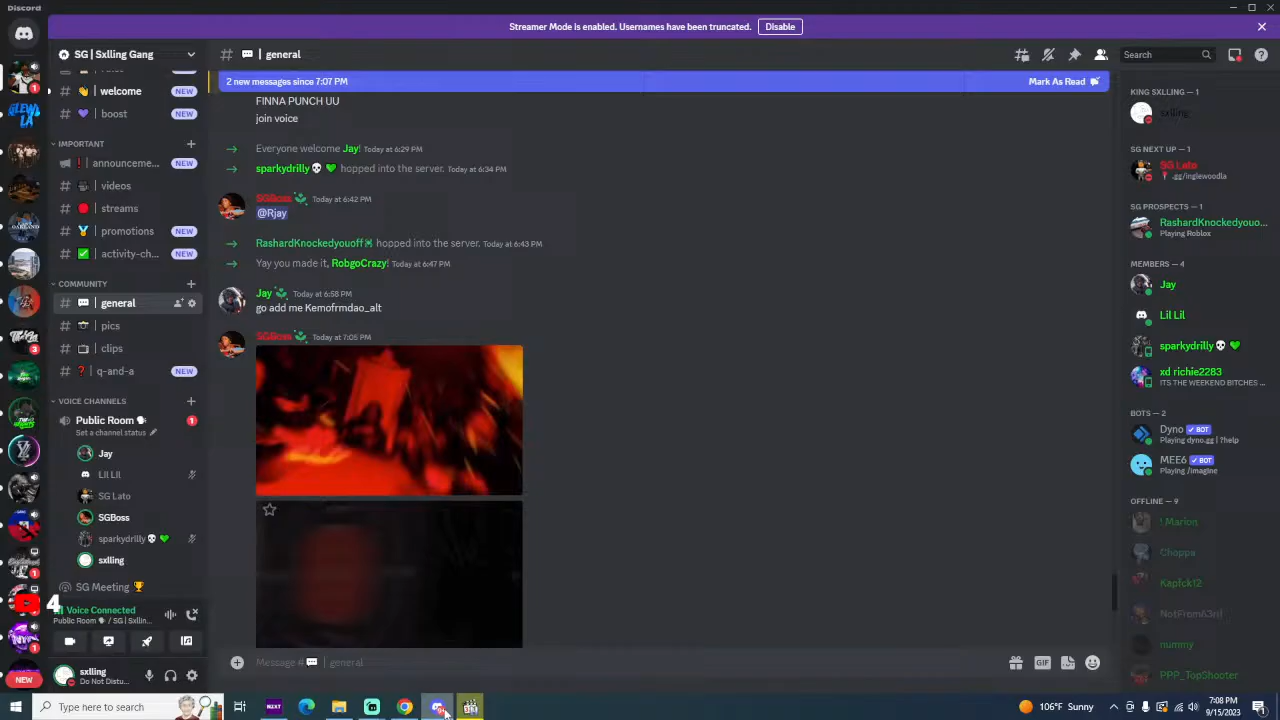 Discord
Streamer Mode is enabled. Usernames have been truncated.
Disable
SG | Sxlling Gang
# | general
Search
2 new messages since 7:07 PM
Mark As Read
# | welcome NEW
# | boost NEW
IMPORTANT
| announceme... NEW
# | videos
# | streams
# | promotions NEW
# | activity-ch... NEW
COMMUNITY
# | general
# | pics
# | clips
# | q-and-a NEW
VOICE CHANNELS
Public Room 1
Set a channel status
Jay
Lil Lil
SG Lato
SGBoss
sparkydrilly
sxlling
SG Meeting
4
Voice Connected
Public Room / SG | Sxllin...
sxlling
Do Not Distu...
NEW
FINNA PUNCH UU
join voice
Everyone welcome Jay! Today at 6:29 PM
sparkydrilly hopped into the server. Today at 6:34 PM
SGBoss Today at 6:42 PM
@Rjay
RashardKnockedyouoff hopped into the server. Today at 6:43 PM
Yay you made it, RobgoCrazy! Today at 6:47 PM
Jay Today at 6:58 PM
go add me Kemofrmdao_alt
SGBoss Today at 7:05 PM
Message # | general
GIF
KING SXLLING — 1
sxlling
SG NEXT UP — 1
SG Lato
.gg/inglewoodla
SG PROSPECTS — 1
RashardKnockedyouo...
Playing Roblox
MEMBERS — 4
Jay
Lil Lil
sparkydrilly
xd richie2283
ITS THE WEEKEND BITCHES ...
BOTS — 2
Dyno ✓ BOT
Playing dyno.gg | ?help
MEE6 ✓ BOT
Playing /imagine
OFFLINE — 9
! Marion
Choppa
Kapfck12
NotFrom63rd
nummy
PPP_TopShooter
Type here to search
NEXT
106°F Sunny
7:08 PM
9/15/2023